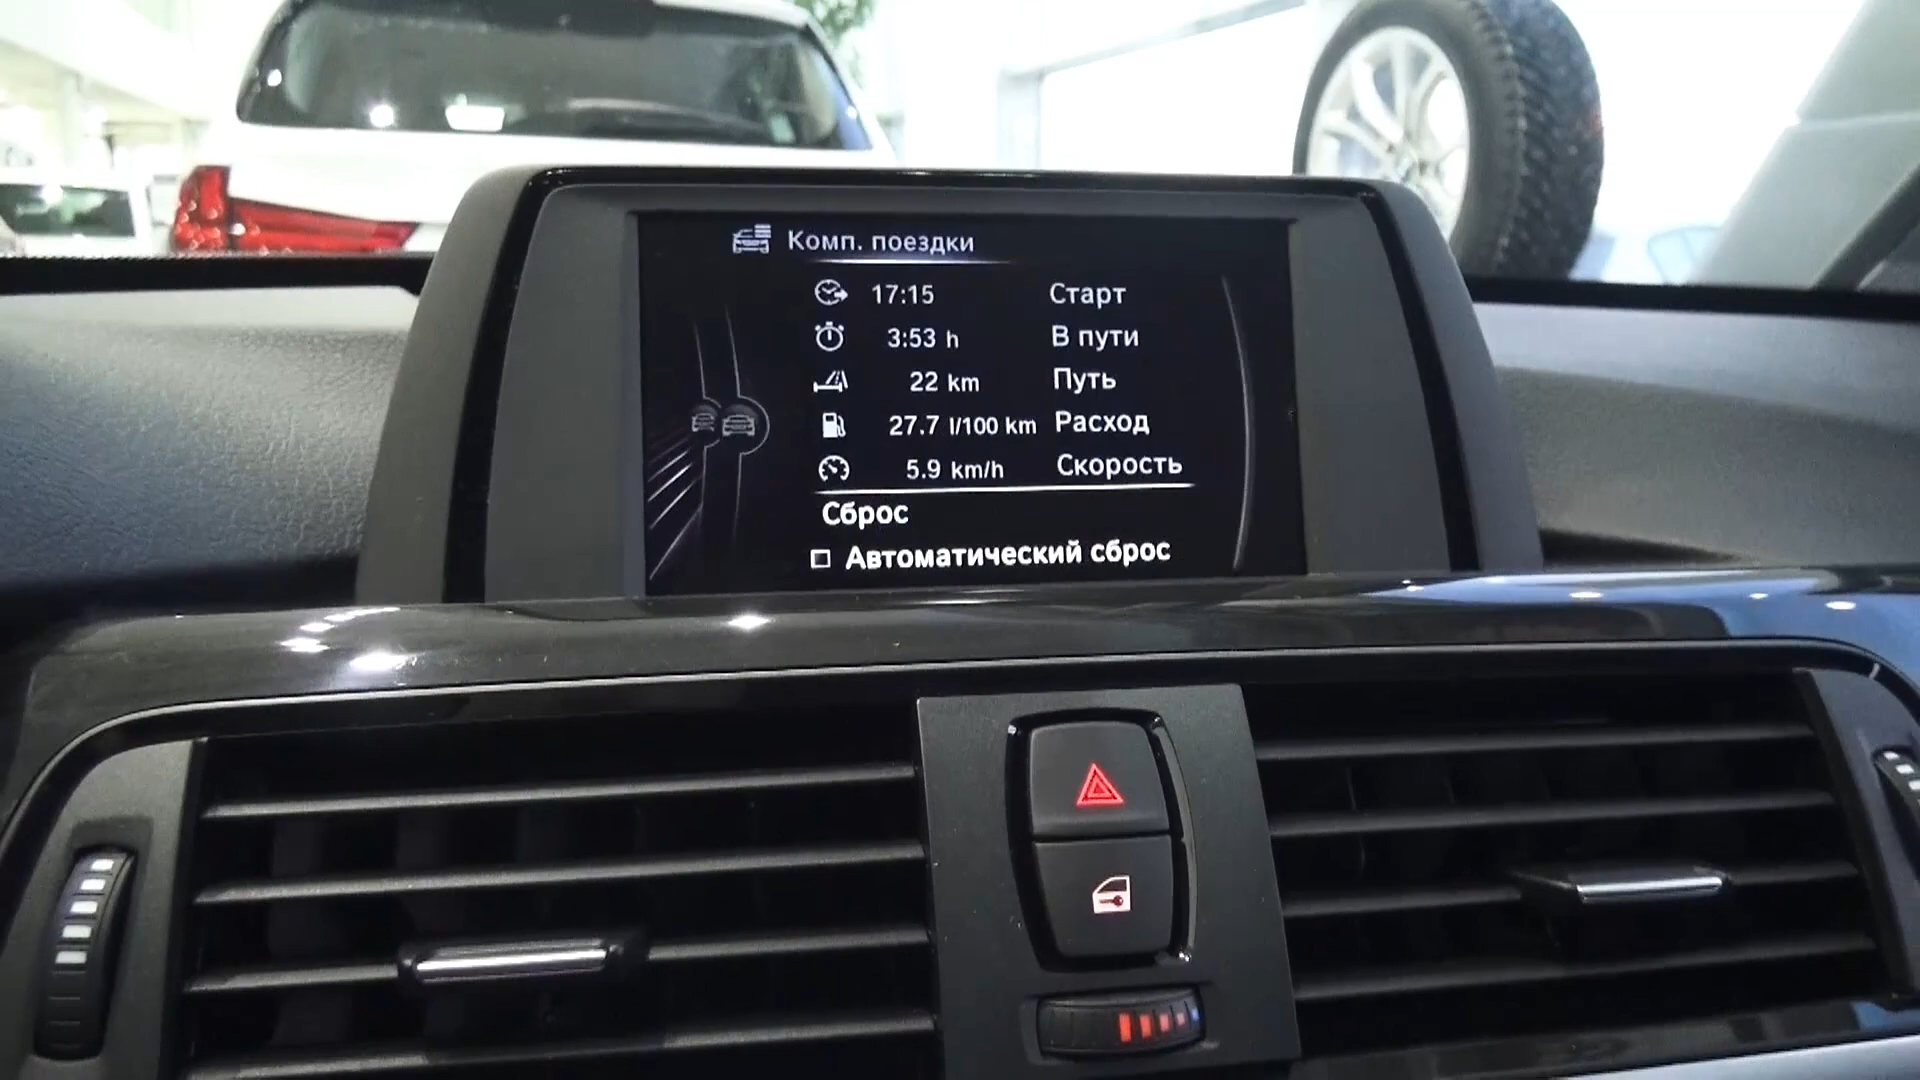 Комп. поездки
17:15 Старт
3:53 h В пути
22 km Путь
27.7 l/100 km Расход
5.9 km/h Скорость
Сброс
Автоматический сброс